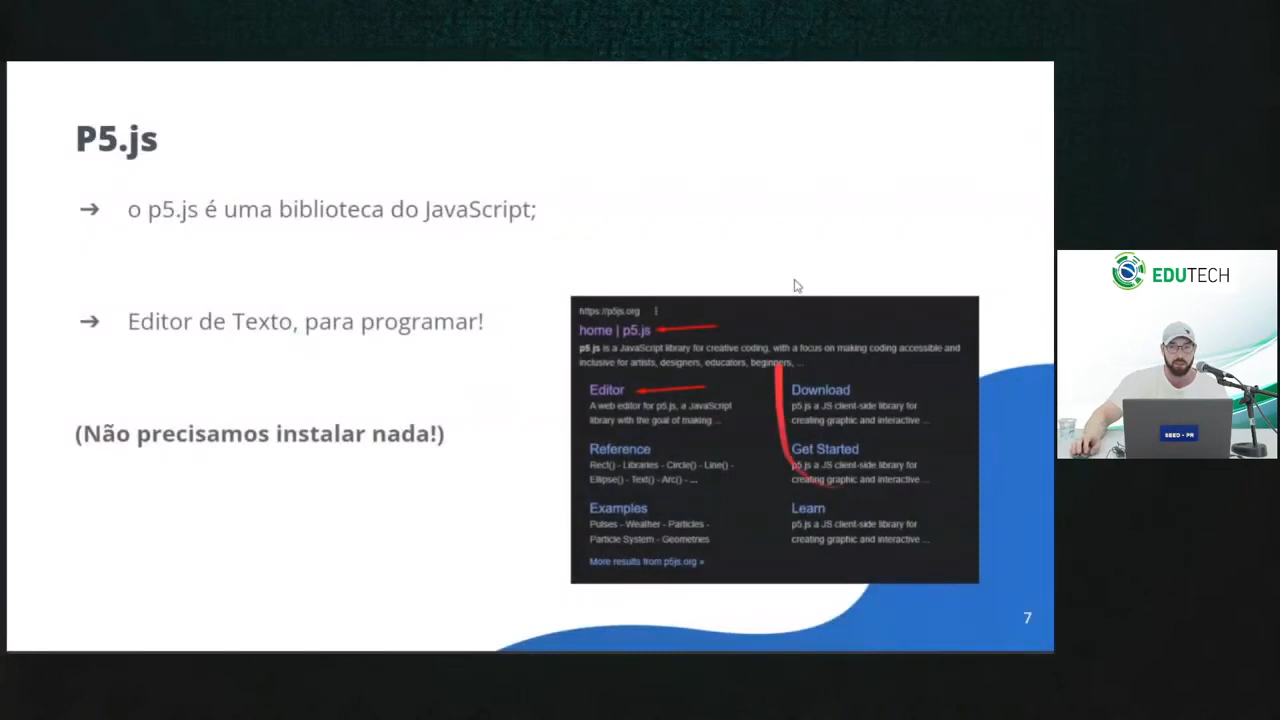 P5.js
➔ o p5.js é uma biblioteca do JavaScript;
➔ Editor de Texto, para programar!
(Não precisamos instalar nada!)
https://p5js.org
home | p5.js
p5 js is a JavaScript library for creative coding, with a focus on making coding accessible and
inclusive for artists, designers, educators, beginners, ...
Editor
A web editor for p5.js, a JavaScript
library with the goal of making ...
Reference
Rect() - Libraries - Circle() - Line() -
Ellipse() - Text() - Arc() - ...
Examples
Pulses - Weather - Particles -
Particle System - Geometries
More results from p5js.org »
Download
p5.js a JS client-side library for
creating graphic and interactive ...
Get Started
p5.js a JS client-side library for
creating graphic and interactive ...
Learn
p5.js a JS client-side library for
creating graphic and interactive ...
7
EDUTECH
SEED - PR